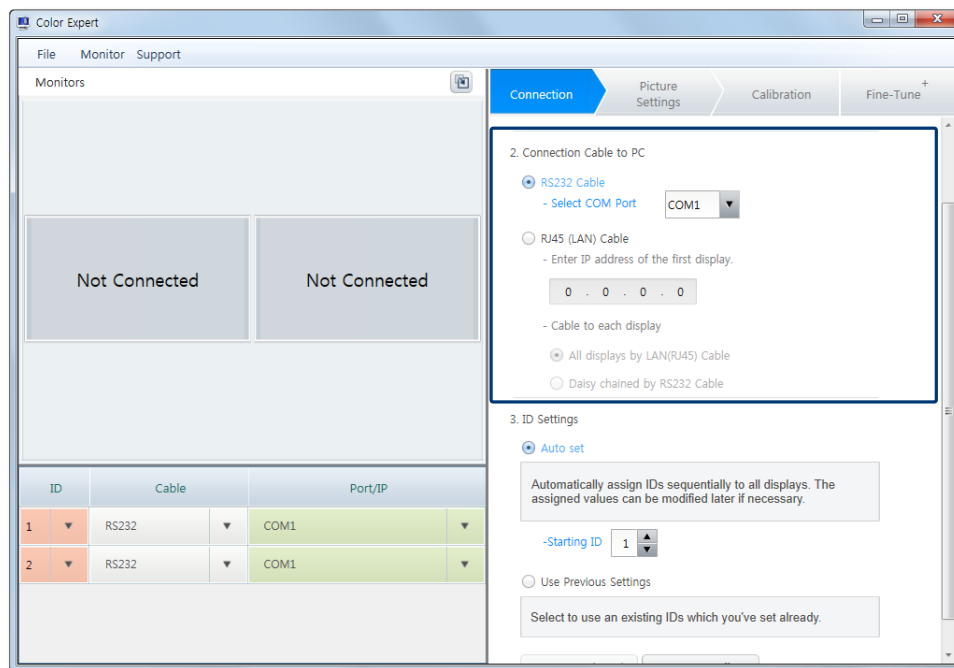 Color Expert
File Monitor Support
Monitors
Connection
Picture
Settings
Calibration
Fine-Tune+
Not Connected
Not Connected
2. Connection Cable to PC
RS232 Cable
- Select COM Port
COM1
RJ45 (LAN) Cable
- Enter IP address of the first display.
0 . 0 . 0 . 0
- Cable to each display
All displays by LAN(RJ45) Cable
Daisy chained by RS232 Cable
3. ID Settings
Auto set
Automatically assign IDs sequentially to all displays. The
assigned values can be modified later if necessary.
-Starting ID 1
Use Previous Settings
Select to use an existing IDs which you've set already.
ID Cable Port/IP
1 RS232 COM1
2 RS232 COM1